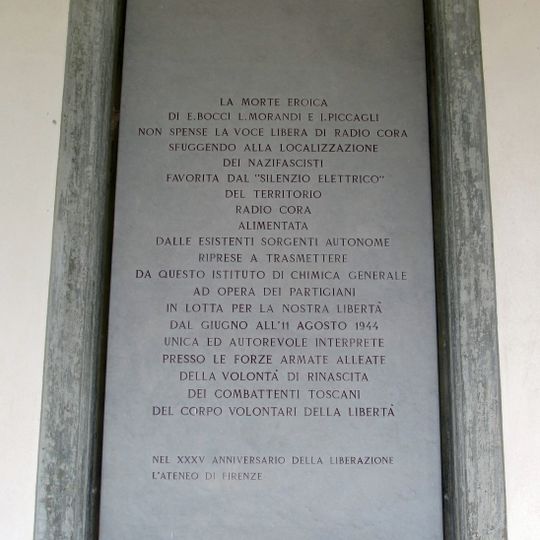 LA MORTE EROICA
DI E.BOCCI L.MORANDI E I.PICCAGLI
NON SPENSE LA VOCE LIBERA DI RADIO CORA
SFUGGENDO ALLA LOCALIZZAZIONE
DEI NAZIFASCISTI
FAVORITA DAL "SILENZIO ELETTRICO"
DEL TERRITORIO
RADIO CORA
ALIMENTATA
DALLE ESISTENTI SORGENTI AUTONOME
RIPRESE A TRASMETTERE
DA QUESTO ISTITUTO DI CHIMICA GENERALE
AD OPERA DEI PARTIGIANI
IN LOTTA PER LA NOSTRA LIBERTÀ
DAL GIUGNO ALL'11 AGOSTO 1944
UNICA ED AUTOREVOLE INTERPRETE
PRESSO LE FORZE ARMATE ALLEATE
DELLA VOLONTÀ DI RINASCITA
DEI COMBATTENTI TOSCANI
DEL CORPO VOLONTARI DELLA LIBERTÀ
NEL XXXV ANNIVERSARIO DELLA LIBERAZIONE
L'ATENEO DI FIRENZE